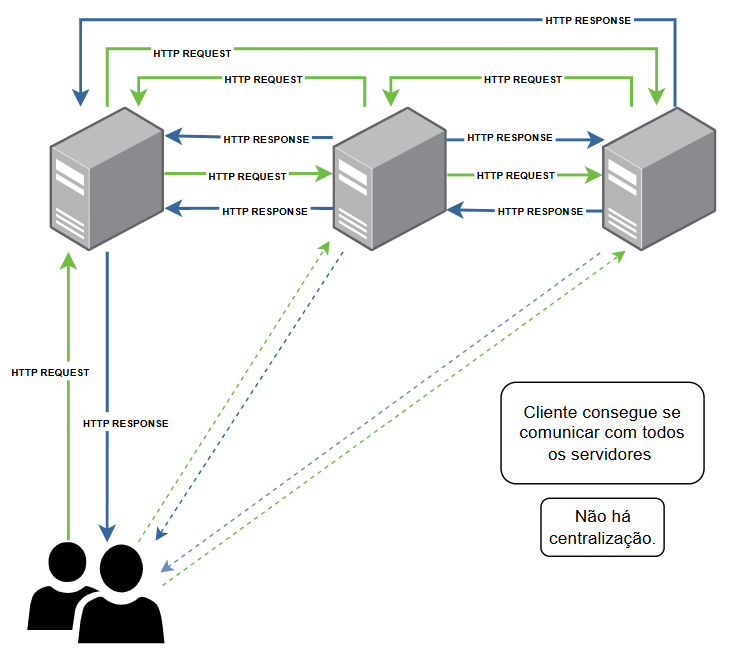 HTTP RESPONSE
HTTP REQUEST
HTTP REQUEST
HTTP REQUEST
HTTP RESPONSE
HTTP RESPONSE
HTTP REQUEST
HTTP REQUEST
HTTP RESPONSE
HTTP RESPONSE
HTTP REQUEST
HTTP RESPONSE
Cliente consegue se
comunicar com todos
os servidores
Não há
centralização.